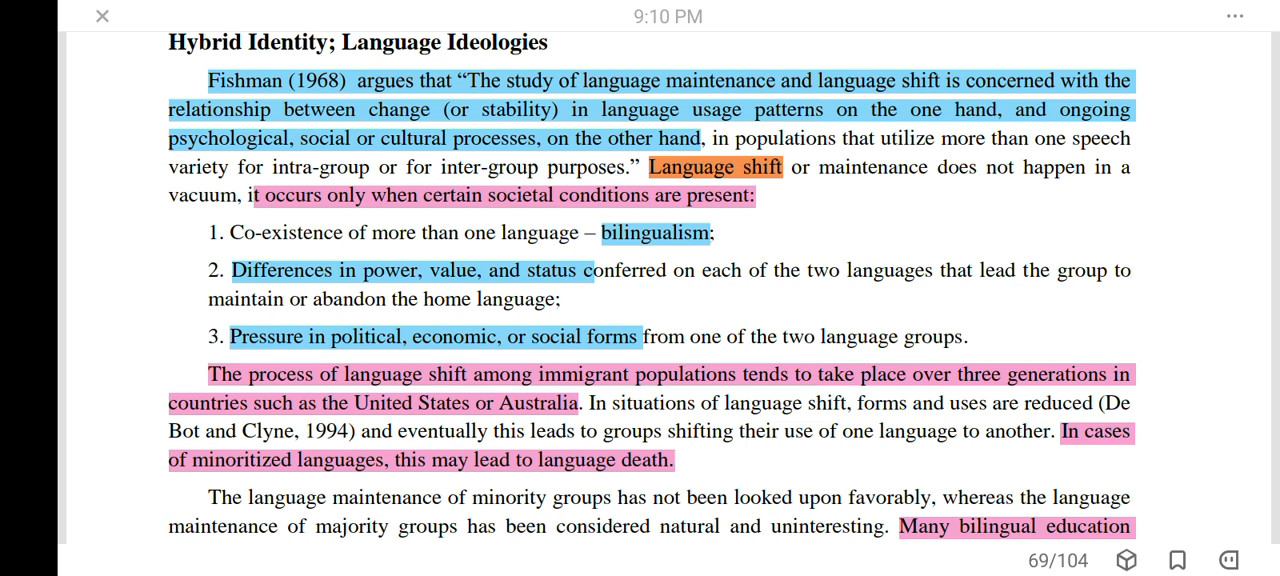 9:10 PM
Hybrid Identity; Language Ideologies
Fishman (1968) argues that “The study of language maintenance and language shift is concerned with the
relationship between change (or stability) in language usage patterns on the one hand, and ongoing
psychological, social or cultural processes, on the other hand, in populations that utilize more than one speech
variety for intra-group or for inter-group purposes.” Language shift or maintenance does not happen in a
vacuum, it occurs only when certain societal conditions are present:
1. Co-existence of more than one language – bilingualism;
2. Differences in power, value, and status conferred on each of the two languages that lead the group to
maintain or abandon the home language;
3. Pressure in political, economic, or social forms from one of the two language groups.
The process of language shift among immigrant populations tends to take place over three generations in
countries such as the United States or Australia. In situations of language shift, forms and uses are reduced (De
Bot and Clyne, 1994) and eventually this leads to groups shifting their use of one language to another. In cases
of minoritized languages, this may lead to language death.
The language maintenance of minority groups has not been looked upon favorably, whereas the language
maintenance of majority groups has been considered natural and uninteresting. Many bilingual education
69/104